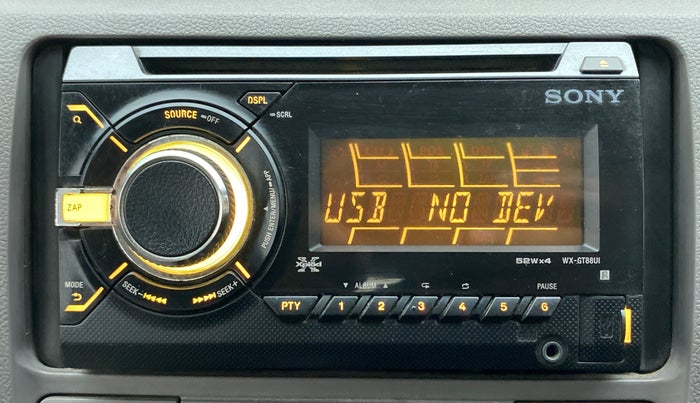 SONY
DSPL
SCRL
SOURCE OFF
ZAP
PUSH ENTER/MENU/ APP
USB NO DEV
Xplod
52W×4 WX-GT88UI
MODE
SEEK- SEEK+
▼ ALBUM ▲ PAUSE
PTY 1 2 3 4 5 6